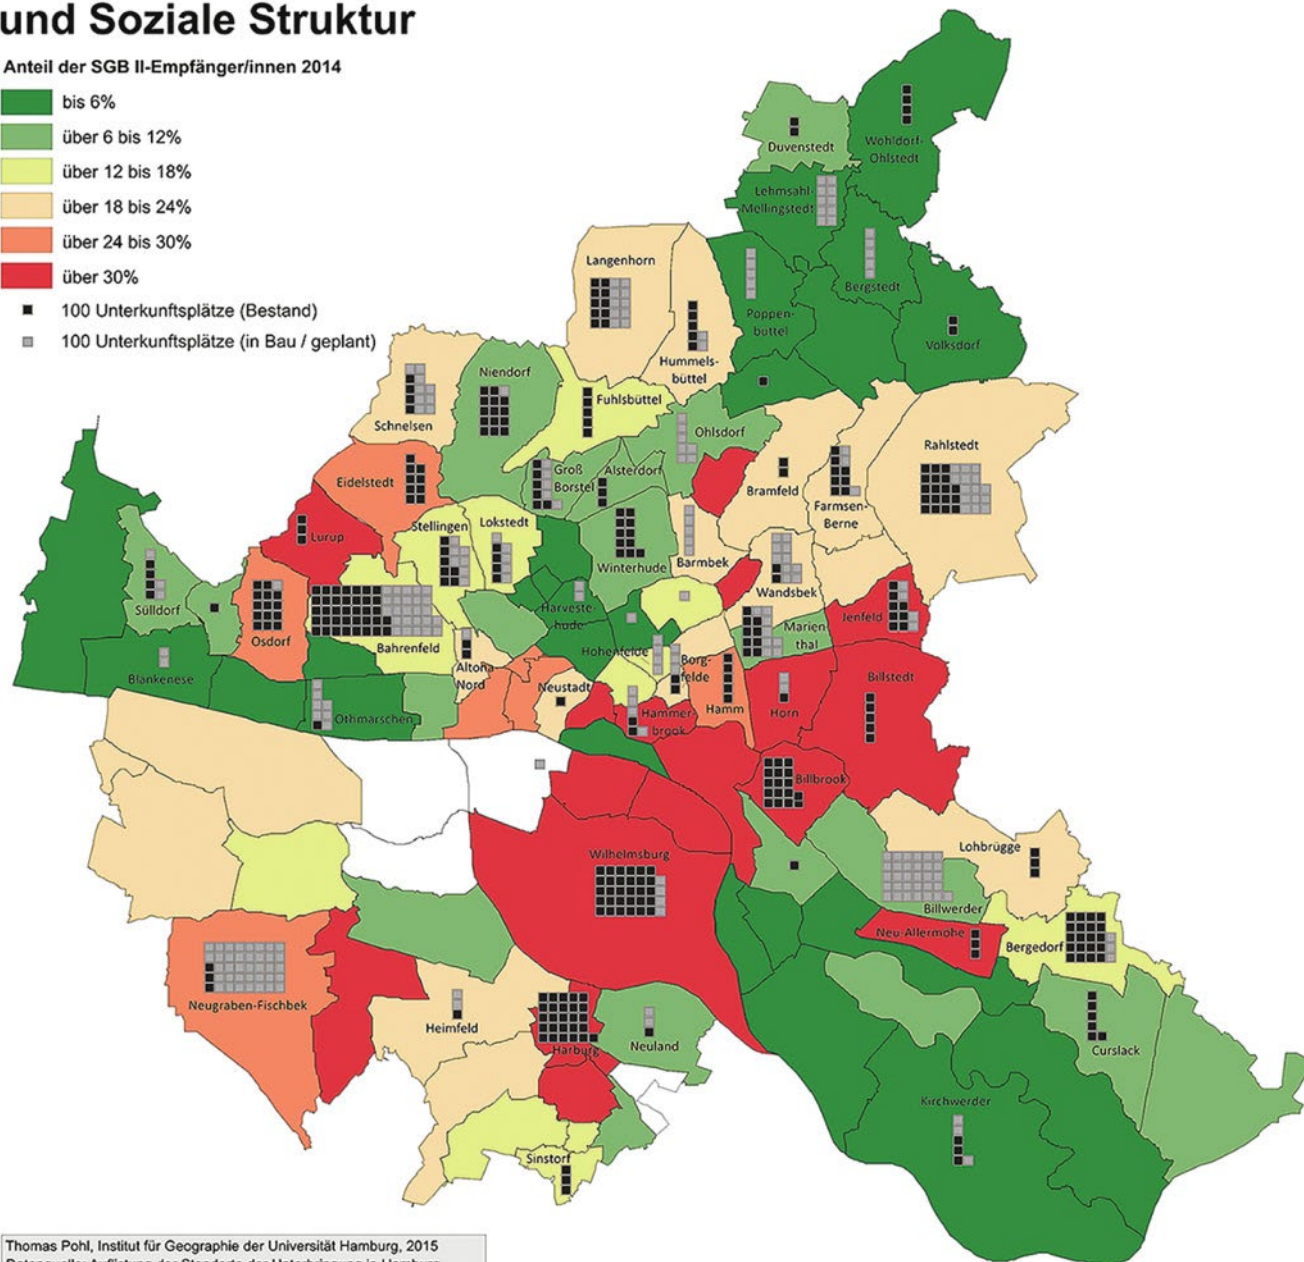 und Soziale Struktur
Anteil der SGB II-Empfänger/innen 2014
bis 6%
über 6 bis 12%
über 12 bis 18%
über 18 bis 24%
über 24 bis 30%
über 30%
100 Unterkunftsplätze (Bestand)
100 Unterkunftsplätze (in Bau / geplant)
Duvenstedt
Wohldorf-
Ohlstedt
Lehmsahl-
Mellingstedt
Bergstedt
Poppen-
büttel
Volksdorf
Langenhorn
Hummels-
büttel
Schnelsen
Niendorf
Fuhlsbüttel
Ohlsdorf
Eidelstedt
Groß
Borstel
Alsterdorf
Bramfeld
Farmsen-
Berne
Rahlstedt
Lurup
Stellingen
Lokstedt
Winterhude
Barmbek
Wandsbek
Sülldorf
Osdorf
Bahrenfeld
Harveste-
hude
Marien
thal
Jenfeld
Blankenese
Othmarschen
Altona
Nord
Neustadt
Hohenfelde
Borg-
felde
Hamm
Hammer-
brook
Horn
Billstedt
Billbrook
Wilhelmsburg
Lohbrügge
Billwerder
Neu-Allermöhe
Bergedorf
Neugraben-Fischbek
Heimfeld
Harburg
Neuland
Curslack
Kirchwerder
Sinstorf
Thomas Pohl, Institut für Geographie der Universität Hamburg, 2015